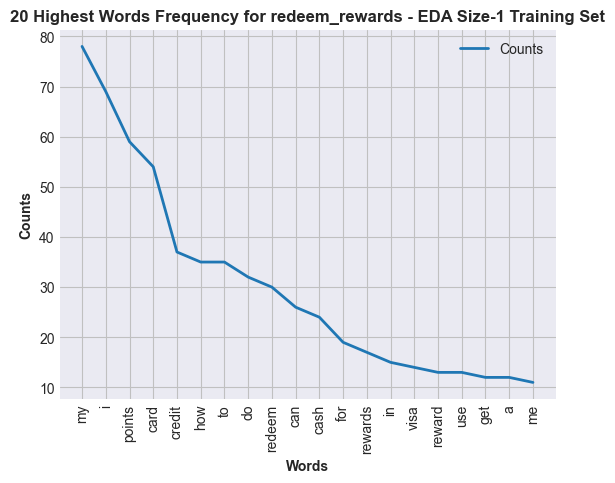 20 Highest Words Frequency for redeem_rewards - EDA Size-1 Training Set
Counts
80
70
60
50
40
30
20
10
Counts
my
i
points
card
credit
how
to
do
redeem
can
cash
for
rewards
in
visa
reward
use
get
a
me
Words